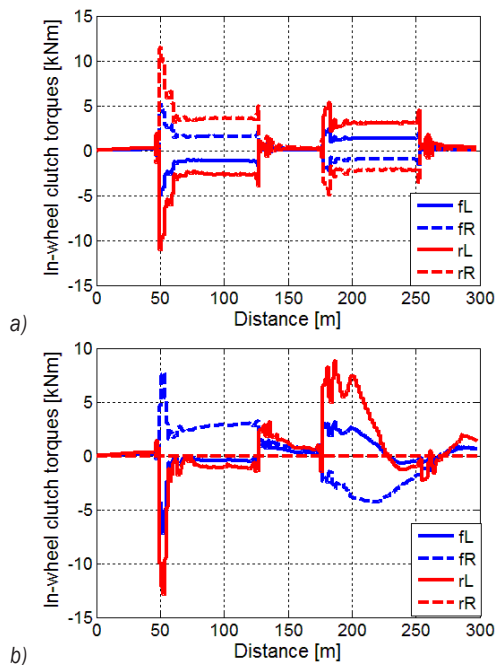 15
10
5
0
-5
-10
-15
In-wheel clutch torques [kNm]
fL
fR
rL
rR
0 50 100 150 200 250 300
Distance [m]
a)
10
5
0
-5
-10
-15
In-wheel clutch torques [kNm]
fL
fR
rL
rR
0 50 100 150 200 250 300
Distance [m]
b)